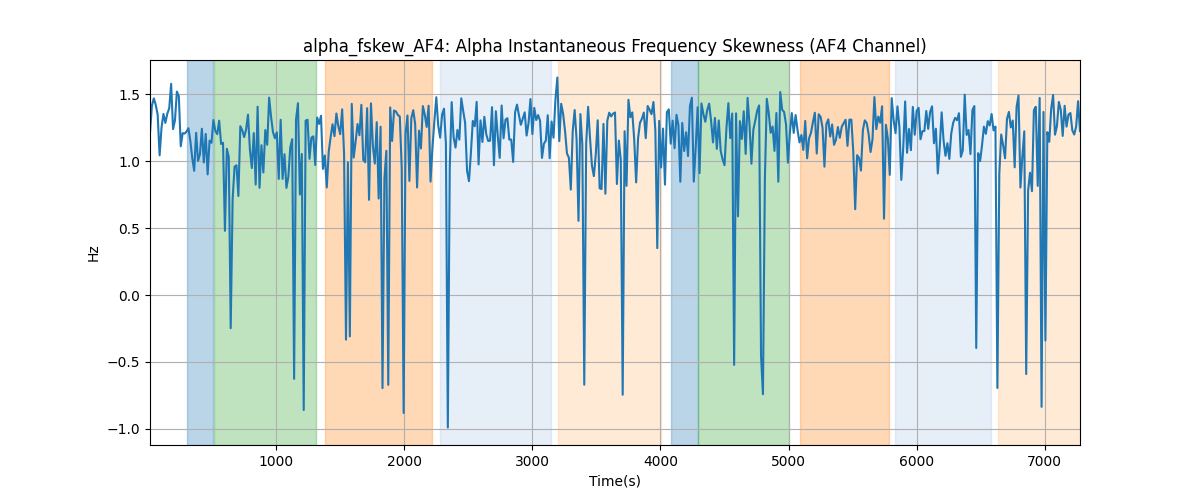 alpha_fskew_AF4: Alpha Instantaneous Frequency Skewness (AF4 Channel)
1.5
1.0
0.5
0.0
−0.5
−1.0
Hz
1000 2000 3000 4000 5000 6000 7000
Time(s)